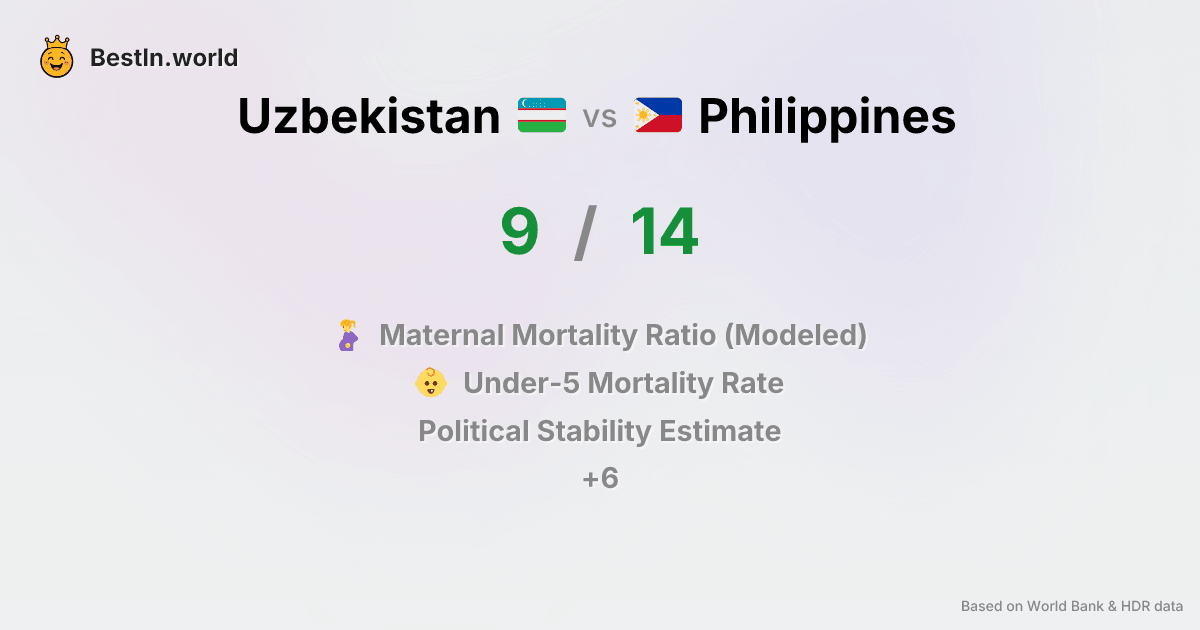 BestIn.world
Uzbekistan vs Philippines
9 / 14
Maternal Mortality Ratio (Modeled)
Under-5 Mortality Rate
Political Stability Estimate
+6
Based on World Bank & HDR data